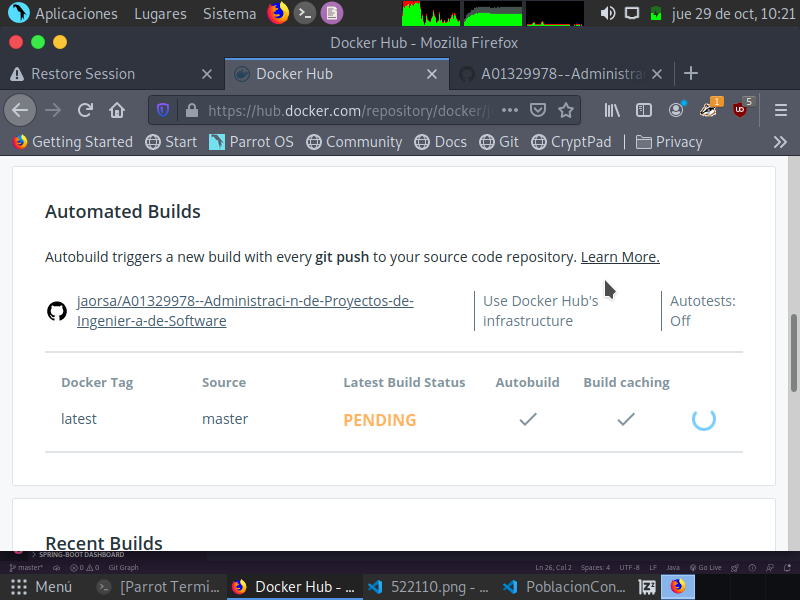 Aplicaciones Lugares Sistema jue 29 de oct, 10:21
Docker Hub - Mozilla Firefox
Restore Session Docker Hub A01329978--Administra
https://hub.docker.com/repository/docker/j 1 5
Getting Started Start Parrot OS Community Docs Git CryptPad Privacy
Automated Builds
Autobuild triggers a new build with every git push to your source code repository. Learn More.
jaorsa/A01329978--Administraci-n-de-Proyectos-de-
Ingenier-a-de-Software
Use Docker Hub's
infrastructure
Autotests:
Off
Docker Tag Source Latest Build Status Autobuild Build caching
latest master PENDING
Recent Builds
SPRING-BOOT DASHBOARD
master* 0 0 Git Graph Ln 26, Col 2 Spaces: 4 UTF-8 LF Java Go Live
Menú [Parrot Termi... Docker Hub - ... 522110.png - ... PoblacionCon...